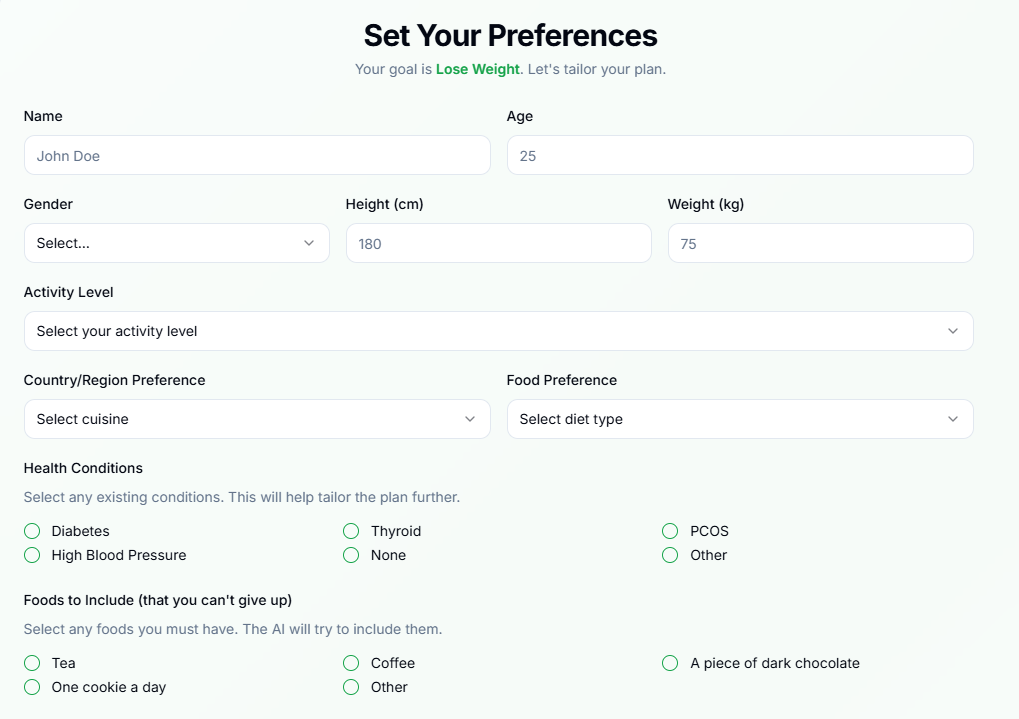 Set Your Preferences
Your goal is Lose Weight. Let's tailor your plan.
Name Age
John Doe 25
Gender Height (cm) Weight (kg)
Select... 180 75
Activity Level
Select your activity level
Country/Region Preference Food Preference
Select cuisine Select diet type
Health Conditions
Select any existing conditions. This will help tailor the plan further.
Diabetes Thyroid PCOS
High Blood Pressure None Other
Foods to Include (that you can't give up)
Select any foods you must have. The AI will try to include them.
Tea Coffee A piece of dark chocolate
One cookie a day Other